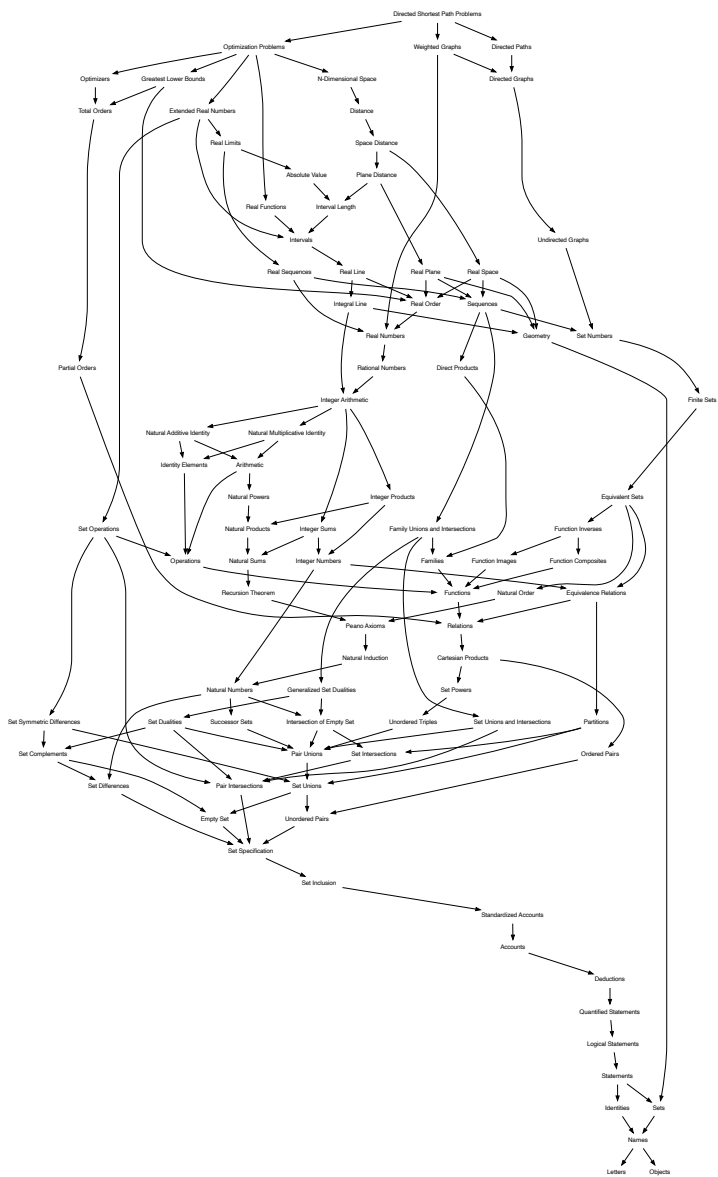 Directed Shortest Path Problems
Optimization Problems
Weighted Graphs
Directed Paths
Optimizers
Greatest Lower Bounds
N-Dimensional Space
Directed Graphs
Total Orders
Extended Real Numbers
Distance
Real Limits
Space Distance
Absolute Value
Plane Distance
Real Functions
Interval Length
Intervals
Undirected Graphs
Real Sequences
Real Line
Real Plane
Real Space
Integral Line
Real Order
Sequences
Real Numbers
Geometry
Set Numbers
Partial Orders
Rational Numbers
Direct Products
Integer Arithmetic
Finite Sets
Natural Additive Identity
Natural Multiplicative Identity
Identity Elements
Arithmetic
Natural Powers
Integer Products
Equivalent Sets
Set Operations
Natural Products
Integer Sums
Family Unions and Intersections
Function Inverses
Operations
Natural Sums
Integer Numbers
Families
Function Images
Function Composites
Recursion Theorem
Functions
Natural Order
Equivalence Relations
Peano Axioms
Relations
Natural Induction
Cartesian Products
Natural Numbers
Generalized Set Dualities
Set Powers
Set Symmetric Differences
Set Dualities
Successor Sets
Intersection of Empty Set
Unordered Triples
Set Unions and Intersections
Partitions
Set Complements
Pair Unions
Set Intersections
Ordered Pairs
Set Differences
Pair Intersections
Set Unions
Empty Set
Unordered Pairs
Set Specification
Set Inclusion
Standardized Accounts
Accounts
Deductions
Quantified Statements
Logical Statements
Statements
Identities
Sets
Names
Letters
Objects